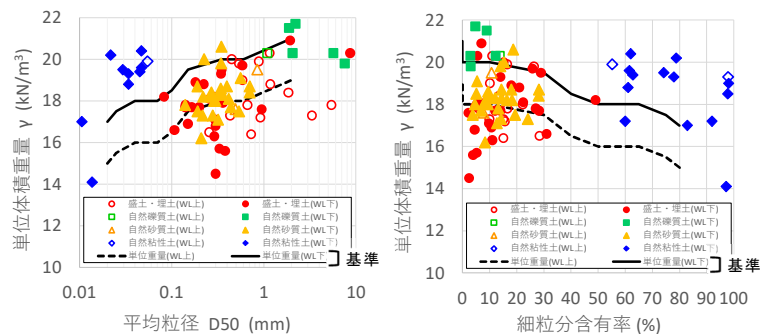 単位体積重量 γ (kN/m³)
22
20
18
16
14
12
10
盛土・埋土(WL上)
盛土・埋土(WL下)
自然礫質土(WL上)
自然礫質土(WL下)
自然砂質土(WL上)
自然砂質土(WL下)
自然粘性土(WL上)
自然粘性土(WL下)
単位重量(WL上)
単位重量(WL下)
基準
0.01
0.1
1
10
平均粒径 D50 (mm)
単位体積重量 γ (kN/m³)
22
20
18
16
14
12
10
盛土・埋土(WL上)
盛土・埋土(WL下)
自然礫質土(WL上)
自然礫質土(WL下)
自然砂質土(WL上)
自然砂質土(WL下)
自然粘性土(WL上)
自然粘性土(WL下)
単位重量(WL上)
単位重量(WL下)
基準
0 10 20 30 40 50 60 70 80 90 100
細粒分含有率(%)